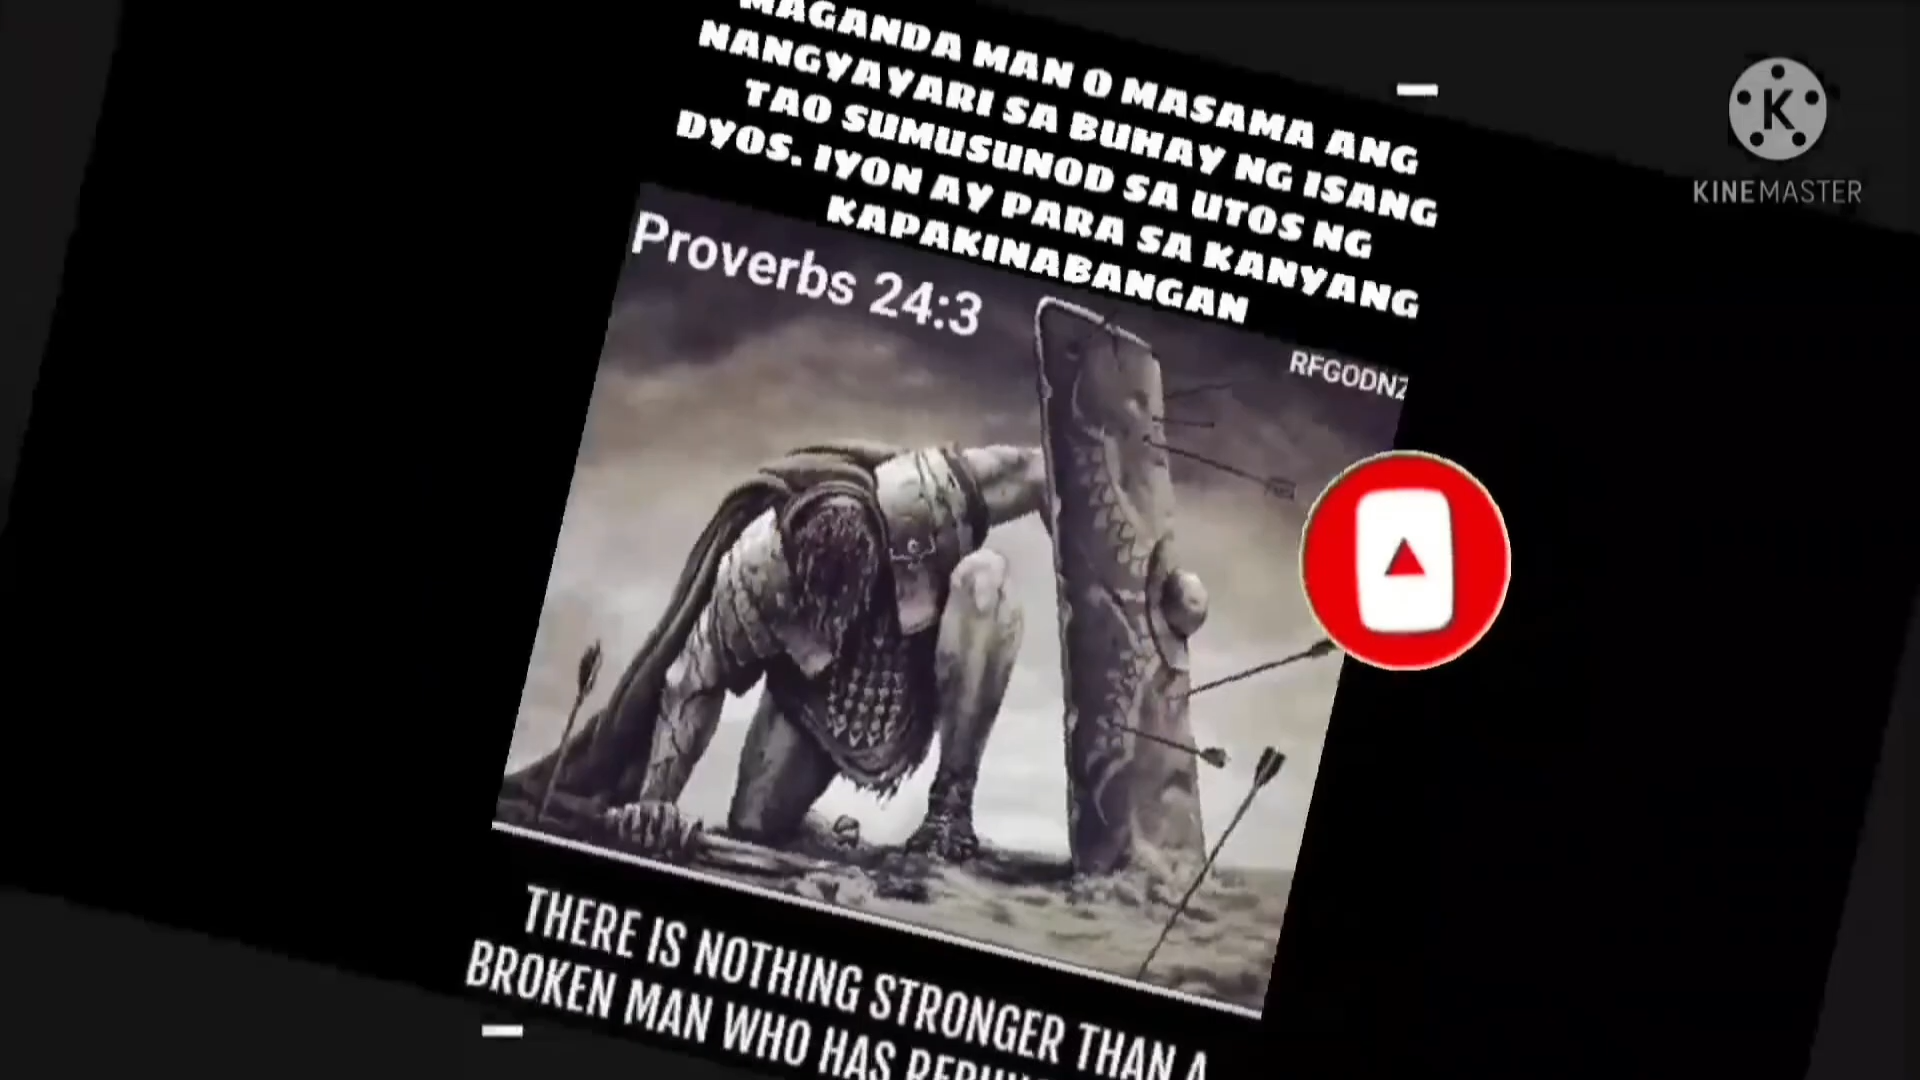 MAGANDA MAN O MASAMA ANG
NANGYAYARI SA BUHAY NG ISANG
TAO SUMUSUNOD SA UTOS NG
DYOS. IYON AY PARA SA KANYANG
KAPAKINABANGAN
Proverbs 24:3
RFGODNZ
K
KINEMASTER
THERE IS NOTHING STRONGER THAN A
BROKEN MAN WHO HAS